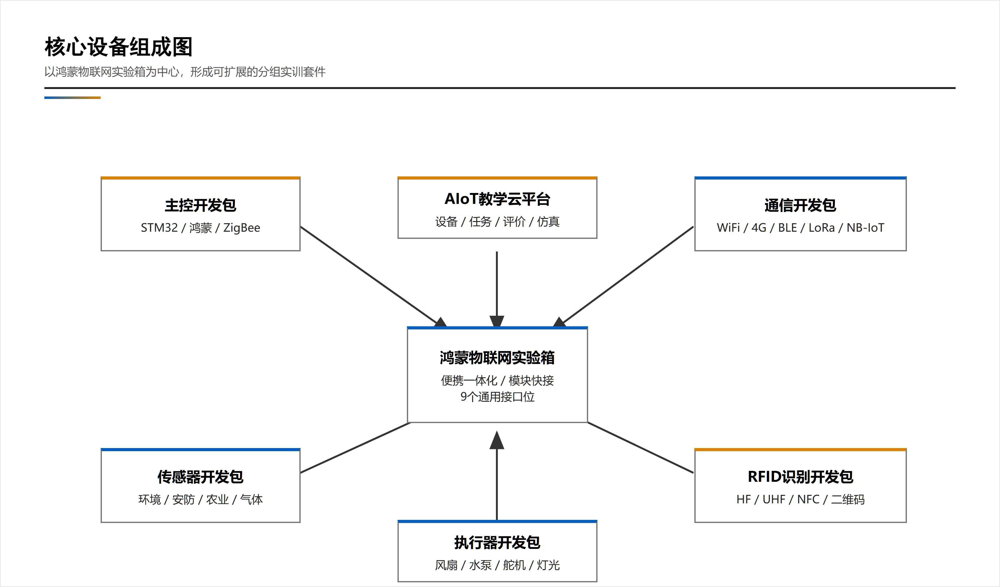 核心设备组成图
以鸿蒙物联网实验箱为中心，形成可扩展的分组实训套件
主控开发包
STM32 / 鸿蒙 / ZigBee
AIoT教学云平台
设备 / 任务 / 评价 / 仿真
通信开发包
WiFi / 4G / BLE / LoRa / NB-IoT
鸿蒙物联网实验箱
便携一体化 / 模块快接
9个通用接口位
传感器开发包
环境 / 安防 / 农业 / 气体
RFID识别开发包
HF / UHF / NFC / 二维码
执行器开发包
风扇 / 水泵 / 舵机 / 灯光